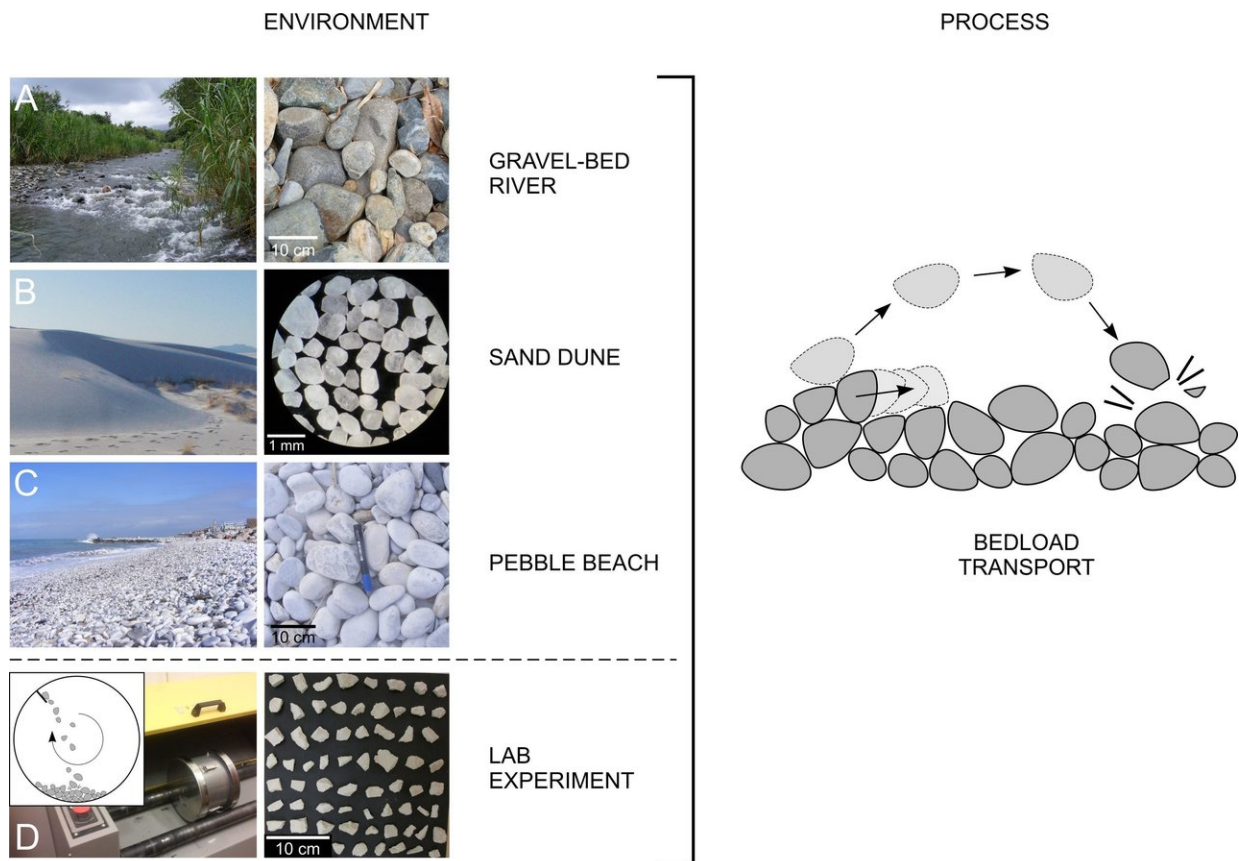 ENVIRONMENT
PROCESS
A
10 cm
GRAVEL-BED
RIVER
B
1 mm
SAND DUNE
C
10 cm
PEBBLE BEACH
BEDLOAD
TRANSPORT
D
10 cm
LAB
EXPERIMENT